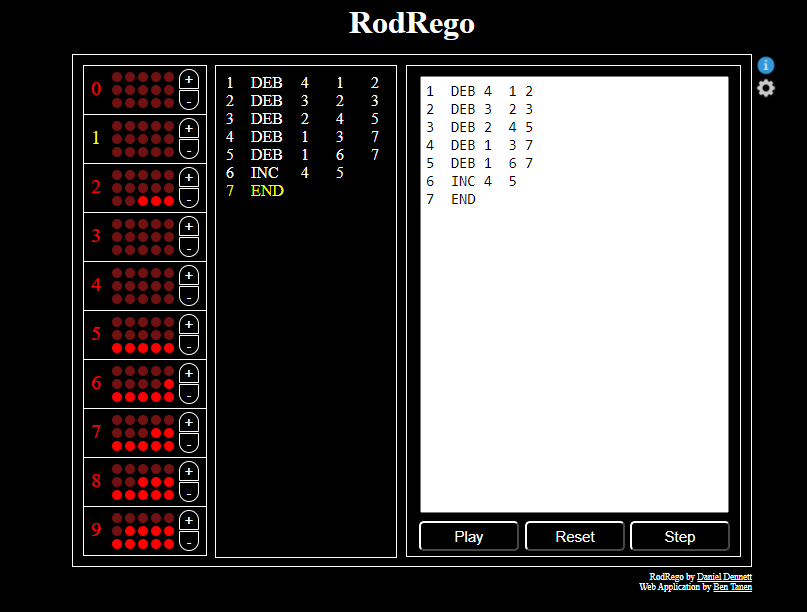 RodRego
0 + -
1 + -
2 + -
3 + -
4 + -
5 + -
6 + -
7 + -
8 + -
9 + -
1 DEB 4 1 2
2 DEB 3 2 3
3 DEB 2 4 5
4 DEB 1 3 7
5 DEB 1 6 7
6 INC 4 5
7 END
1 DEB 4 1 2
2 DEB 3 2 3
3 DEB 2 4 5
4 DEB 1 3 7
5 DEB 1 6 7
6 INC 4 5
7 END
Play Reset Step
i
RodRego by Daniel Dennett
Web Application by Ben Tanen